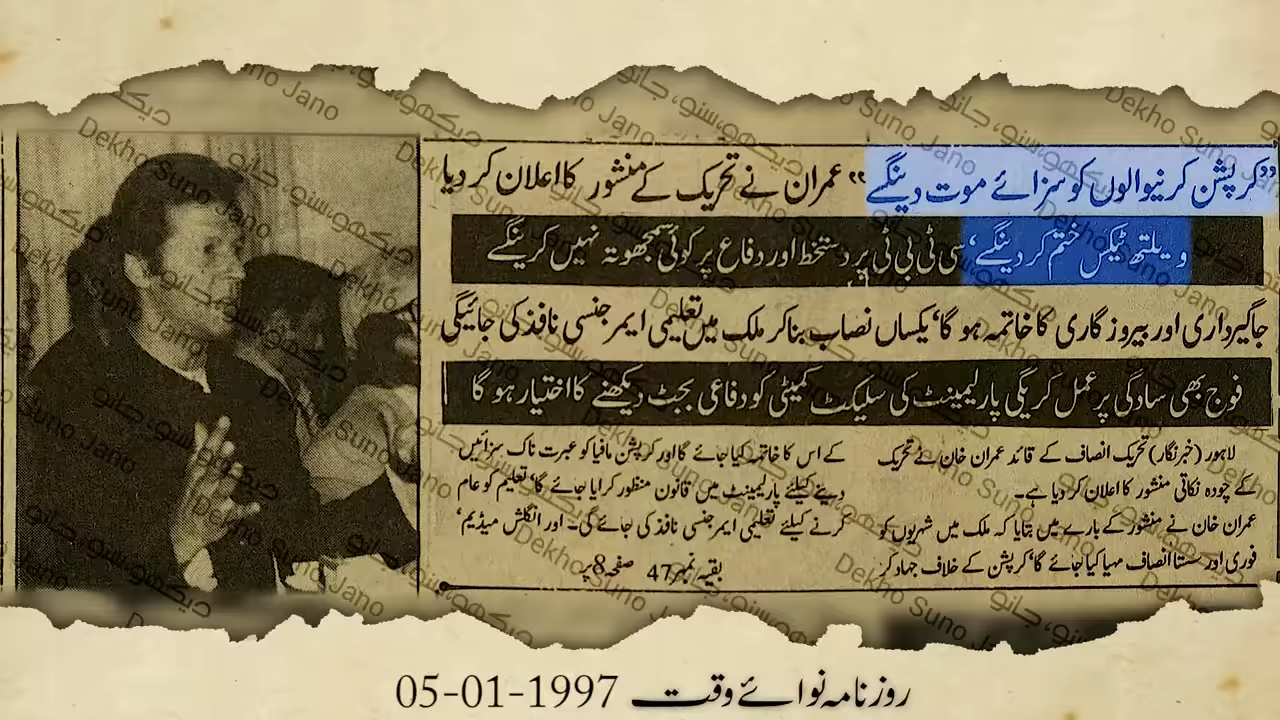 ”کرپشن کرنیوالوں کو سزائے موت دینگے“ عمران نے تحریک کے منشور کا اعلان کر دیا
ویلتھ ٹیکس ختم کر دینگے‘ سی ٹی بی ٹی پر دستخط اور دفاع پر کوئی سمجھوتہ نہیں کرینگے
جاگیرداری اور بیروزگاری کا خاتمہ ہو گا‘ یکساں نصاب بنا کر ملک میں تعلیمی ایمرجنسی نافذ کی جائیگی
فوج بھی سادگی پر عمل کریگی پارلیمینٹ کی سلیکٹ کمیٹی کو دفاعی بجٹ دیکھنے کا اختیار ہو گا
لاہور (خبرنگار) تحریک انصاف کے قائد عمران خان نے تحریک
کے چودہ نکاتی منشور کا اعلان کر دیا ہے۔
عمران خان نے منشور کے بارے میں بتایا کہ ملک میں شہریوں کو
فوری اور سستا انصاف مہیا کیا جائے گا‘ کرپشن کے خلاف جہاد کر
کے اس کا خاتمہ کیا جائے گا اور کرپشن مافیا کو عبرت ناک سزائیں
دینے کیلئے پارلیمینٹ میں قانون منظور کرایا جائے گا‘ تعلیم کو عام
کرنے کیلئے تعلیمی ایمرجنسی نافذ کی جائے گی۔ اور انگلش میڈیم‘
بقیہ نمبر 47 صفحہ 8 پر
روزنامہ نوائے وقت 05-01-1997
دیکھو، سنو، جانو
Dekho Suno Jano